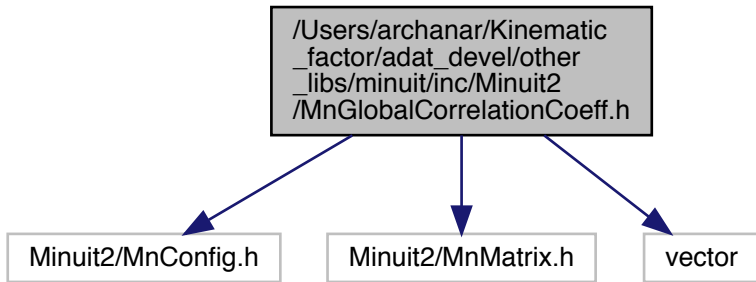 /Users/archanar/Kinematic
_factor/adat_devel/other
_libs/minuit/inc/Minuit2
/MnGlobalCorrelationCoeff.h
Minuit2/MnConfig.h
Minuit2/MnMatrix.h
vector